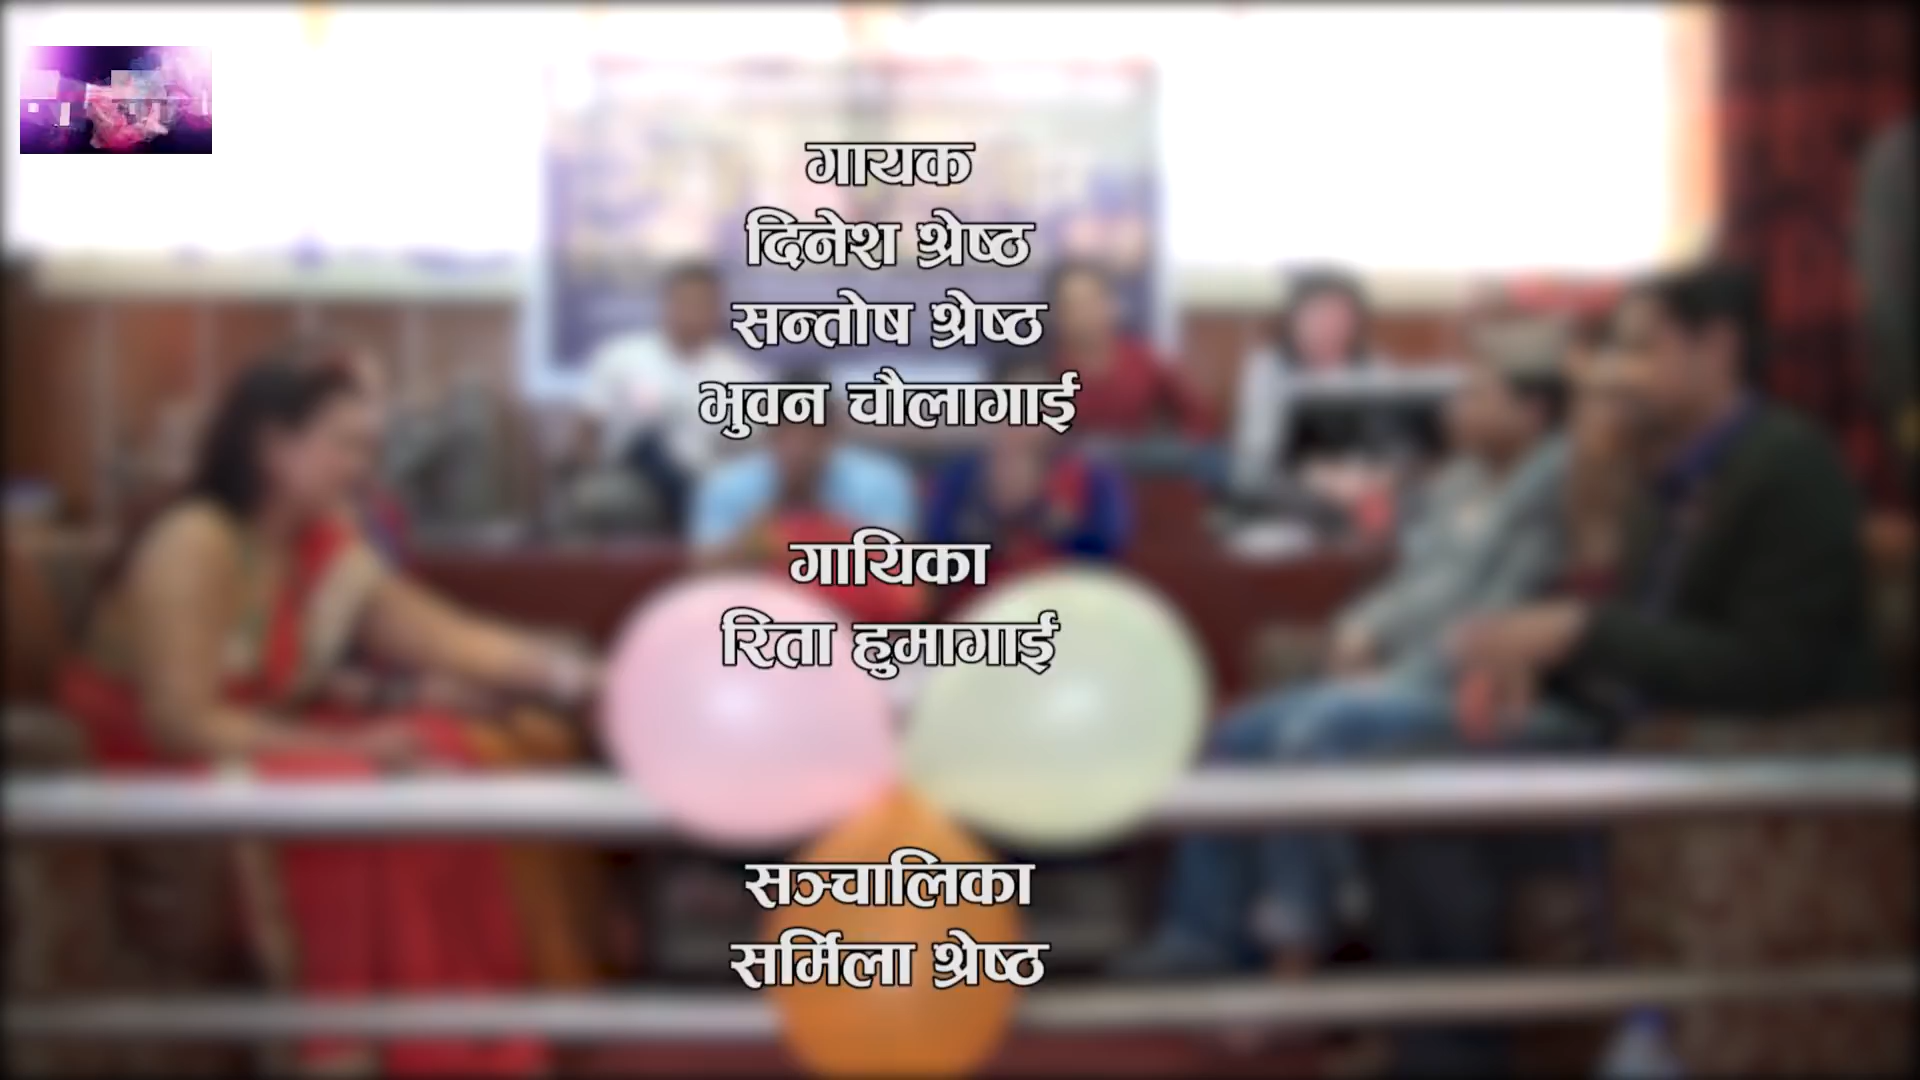 गायक
दिनेश श्रेष्ठ
सन्तोष श्रेष्ठ
भुवन चौलागाई
गायिका
रिता हुमागाई
सञ्चालिका
सर्मिला श्रेष्ठ